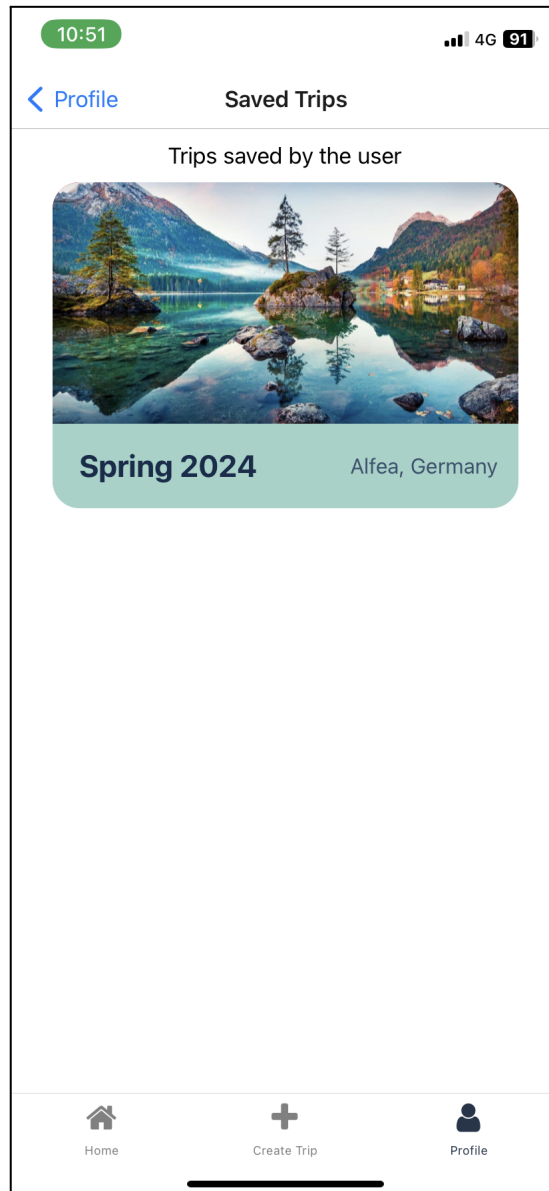 10:51 4G 91
Profile Saved Trips
Trips saved by the user
Spring 2024 Alfea, Germany
Home Create Trip Profile